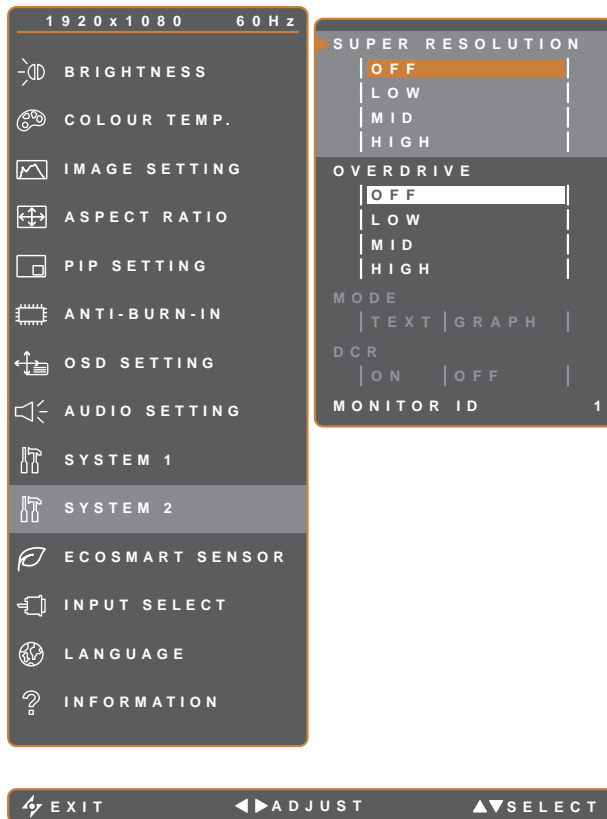 1920x1080 60Hz
BRIGHTNESS
COLOUR TEMP.
IMAGE SETTING
ASPECT RATIO
PIP SETTING
ANTI-BURN-IN
OSD SETTING
AUDIO SETTING
SYSTEM 1
SYSTEM 2
ECOSMART SENSOR
INPUT SELECT
LANGUAGE
INFORMATION
SUPER RESOLUTION
OFF
LOW
MID
HIGH
OVERDRIVE
OFF
LOW
MID
HIGH
MODE
TEXT GRAPH
DCR
ON OFF
MONITOR ID 1
EXIT ADJUST SELECT